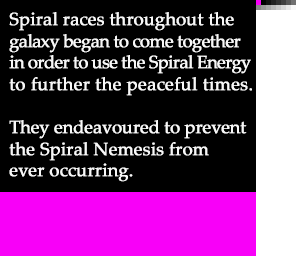 Spiral races throughout the
galaxy began to come together
in order to use the Spiral Energy
to further the peaceful times.
They endeavoured to prevent
the Spiral Nemesis from
ever occurring.